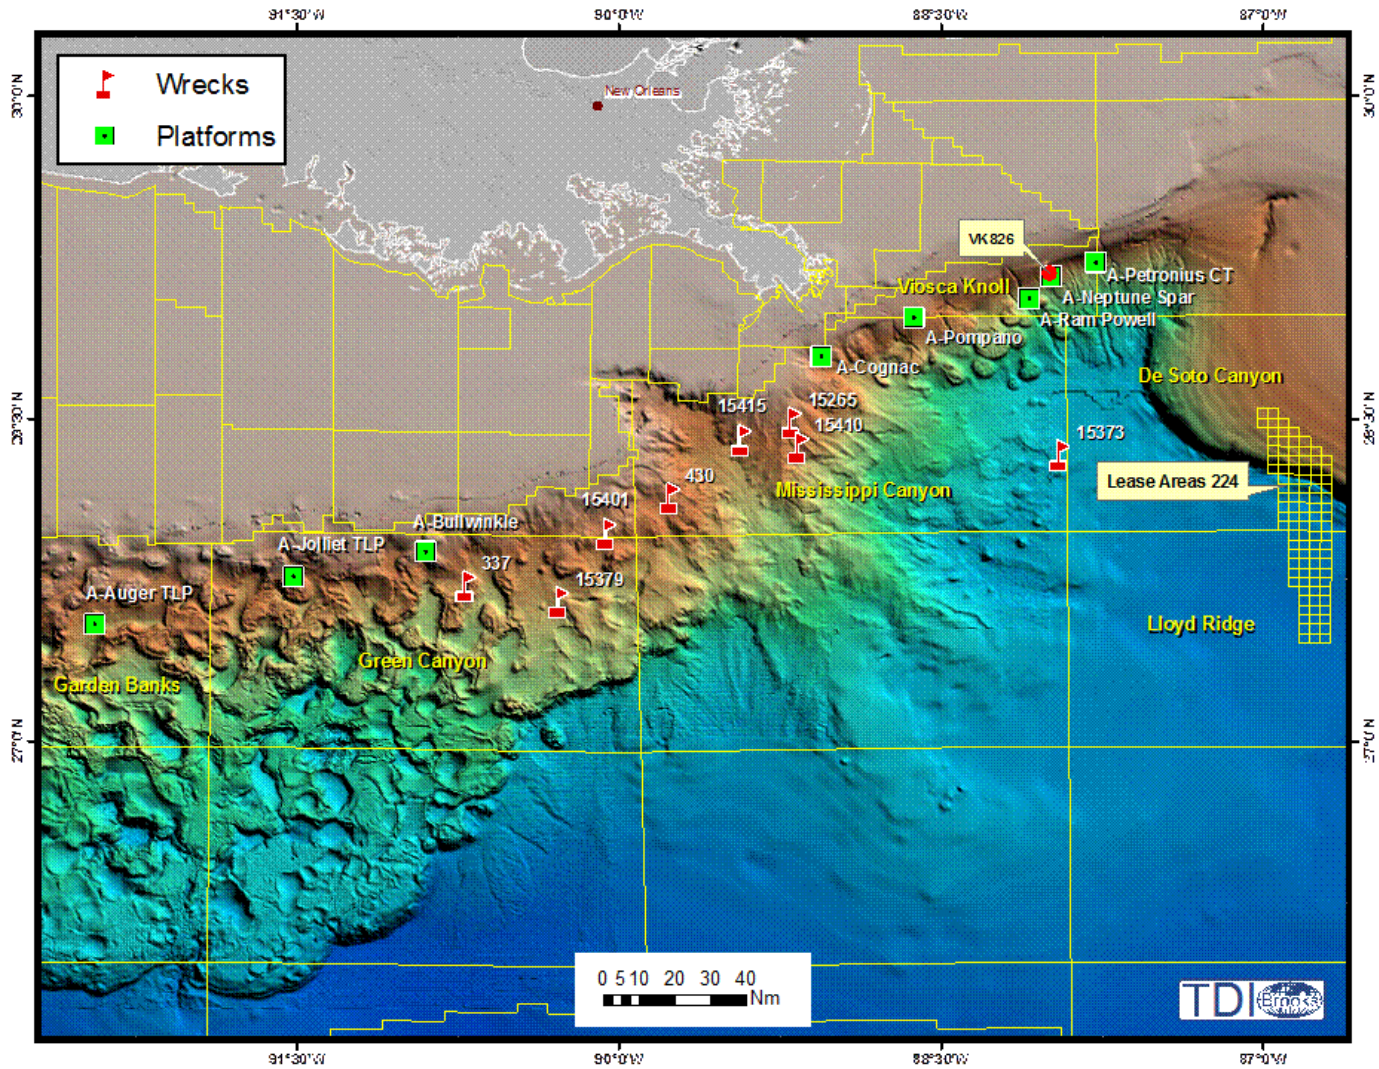 91°30'W 90°0'W 88°30'W 87°0'W
Wrecks
Platforms
New Orleans
30°0'N 30°0'N
VK826
A-Petronius CT
Viosca Knoll
A-Neptune Spar
A-Ram Powell
A-Pompano
A-Cognac
De Soto Canyon
15415
15265
15410
28°30'N 28°30'N
15373
430
Mississippi Canyon
Lease Areas 224
15401
A-Bullwinkle
A-Jolliet TLP
337
15379
A-Auger TLP
Lloyd Ridge
Green Canyon
Garden Banks
27°0'N 27°0'N
0 5 10 20 30 40
Nm
TDI
Brooks
91°30'W 90°0'W 88°30'W 87°0'W